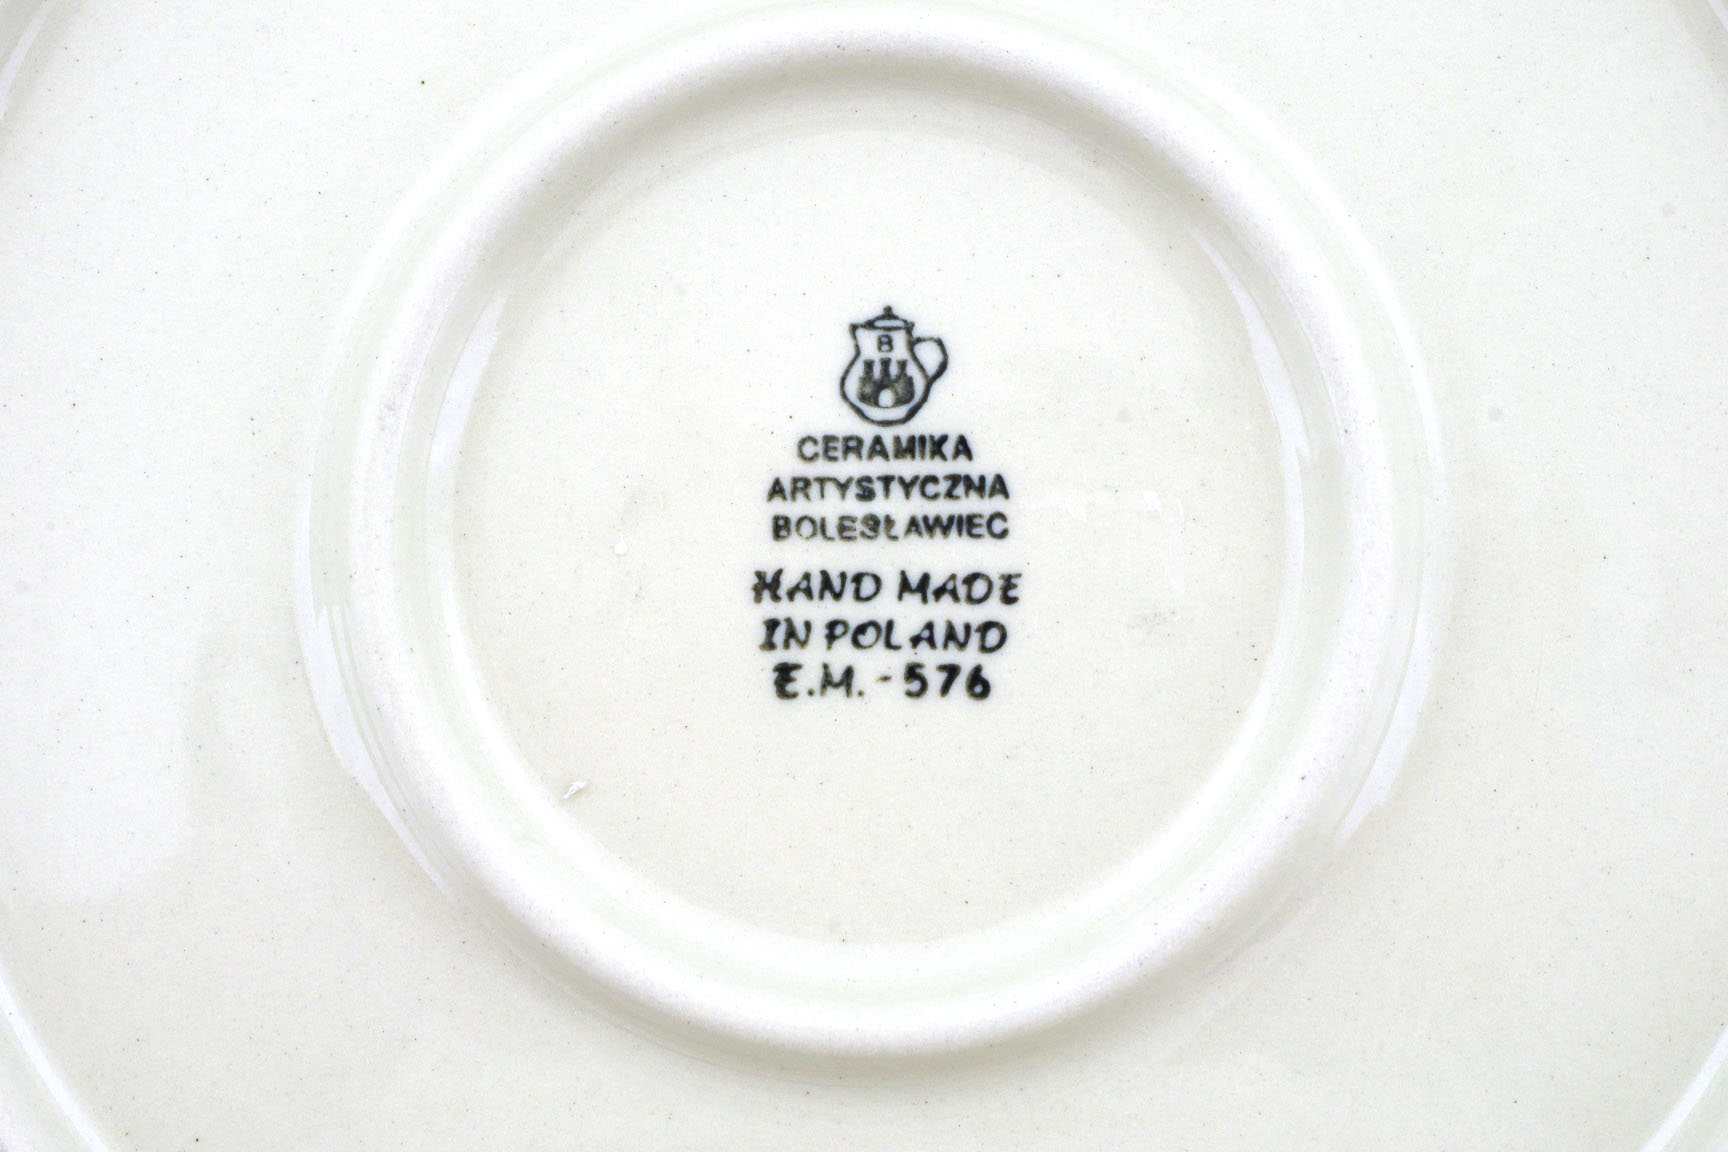 B
CERAMIKA
ARTYSTYCZNA
BOLESŁAWIEC
HAND MADE
IN POLAND
E.M. - 576